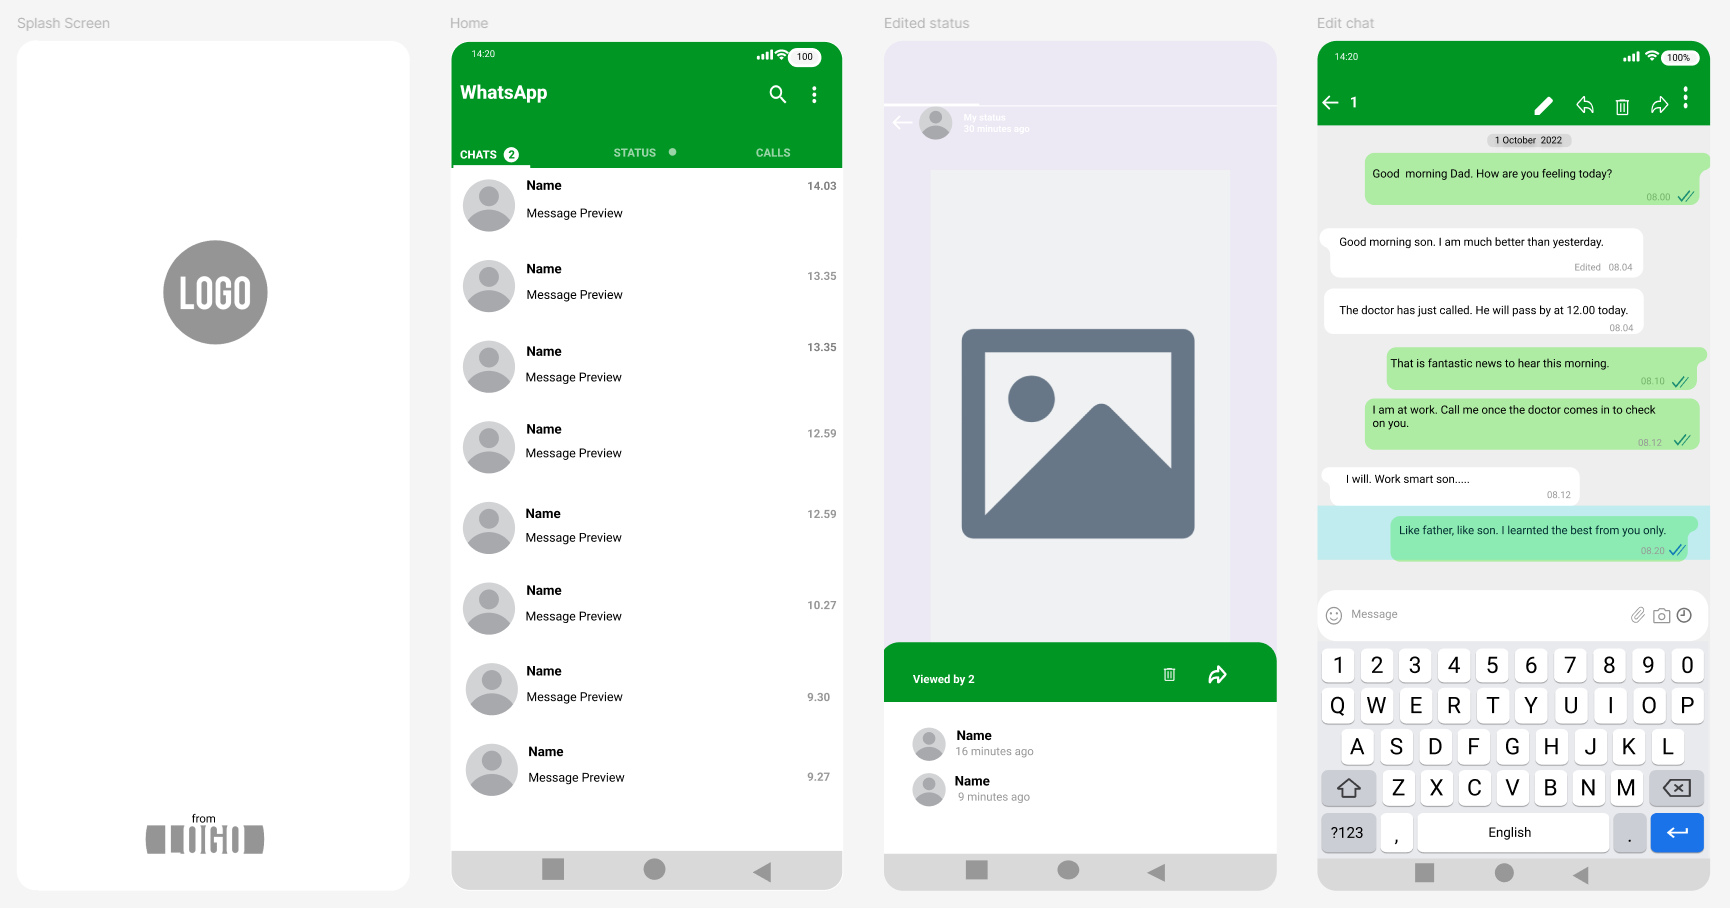 Splash Screen
LOGO
from
LOGO
Home
14:20
100
WhatsApp
CHATS 2 STATUS CALLS
Name 14.03
Message Preview
Name
13.35
Message Preview
Name 13.35
Message Preview
Name 12.59
Message Preview
Name 12.59
Message Preview
Name
10.27
Message Preview
Name
Message Preview 9.30
Name
Message Preview 9.27
Edited status
My status
30 minutes ago
Viewed by 2
Name
16 minutes ago
Name
9 minutes ago
Edit chat
14:20 100%
1
1 October 2022
Good morning Dad. How are you feeling today?
08.00
Good morning son. I am much better than yesterday.
Edited 08.04
The doctor has just called. He will pass by at 12.00 today.
08.04
That is fantastic news to hear this morning.
08.10
I am at work. Call me once the doctor comes in to check
on you.
08.12
I will. Work smart son.....
08.12
Like father, like son. I learnted the best from you only.
08.20
Message
1 2 3 4 5 6 7 8 9 0
Q W E R T Y U I O P
A S D F G H J K L
Z X C V B N M
?123 , English .